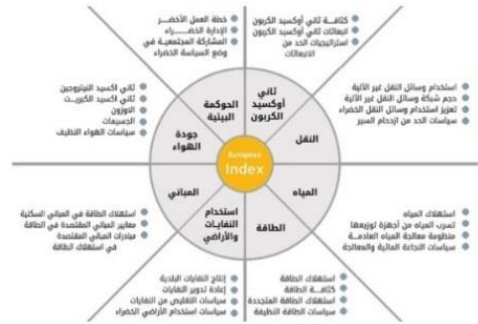 كثافة ثاني أوكسيد الكربون
انبعاثات ثاني أوكسيد الكربون
استراتيجيات الحد من
الانبعاثات
خطة العمل الأخضر
الإدارة الخضراء
المشاركة المجتمعية في
وضع السياسة الخضراء
ثاني أوكسيد الكربون
الحوكمة البيئية
استخدام وسائل النقل غير الآلية
حجم شبكة وسائل النقل غير الآلية
تعزيز استخدام وسائل النقل الخضراء
سياسات الحد من ازدحام السير
النقل
جودة الهواء
ثاني اكسيد النيتروجين
ثاني اكسيد الكبريت
الاوزون
الجسيمات
سياسات الهواء النظيف
European
Index
المياه
المباني
استهلاك المياه
تسرب المياه من أجهزة توزيعها
منظومة معالجة المياه العادمة
سياسات النجاعة المائية والمعالجة
الطاقة
استخدام النفايات والأراضي
استهلاك الطاقة في المباني السكنية
معايير المباني المقتصدة في الطاقة
مبادرات المباني المقتصدة
في استهلاك الطاقة
استهلاك الطاقة
كثافة الطاقة
استهلاك الطاقة المتجددة
سياسات الطاقة النظيفة
إنتاج النفايات البلدية
إعادة تدوير النفايات
سياسات التقليص من النفايات
سياسات استخدام الأراضي الخضراء